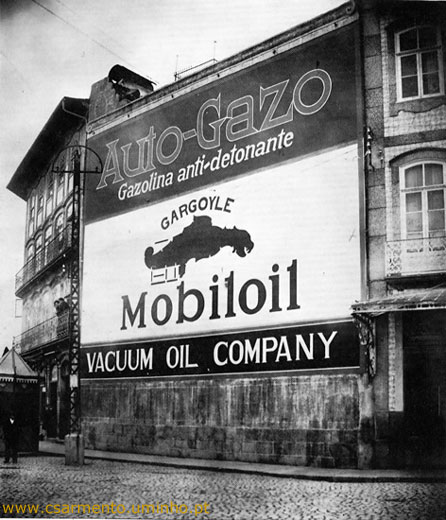 Auto-Gazo
Gazolina anti-detonante
GARGOYLE
Mobiloil
VACUUM OIL COMPANY
www.csarmento.uminho.pt